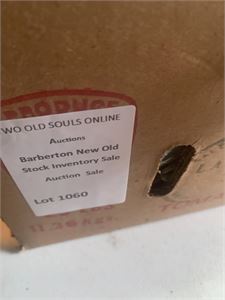 WO OLD SOULS ONLINE
Auctions
Barberton New Old
Stock Inventory Sale
Auction Sale
Lot 1060